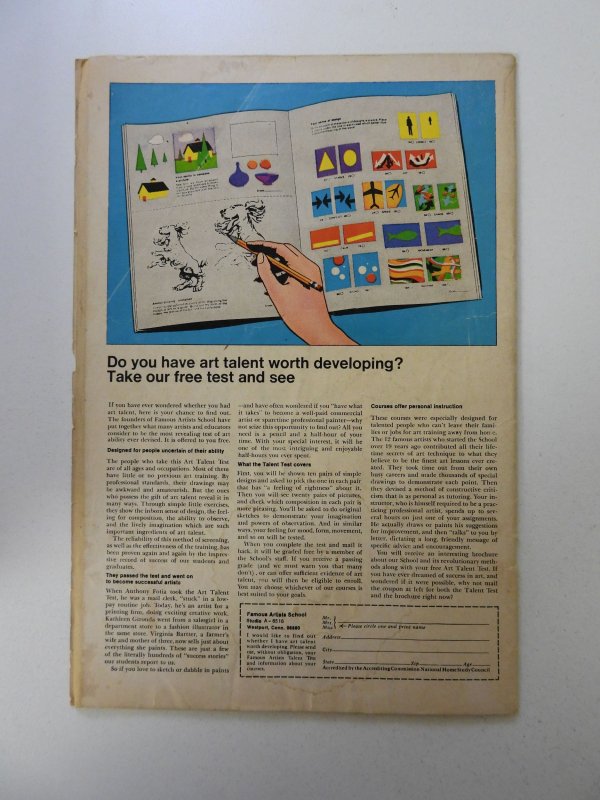 Do you have art talent worth developing?
Take our free test and see
If you have ever wondered whether you had
art talent, here is your chance to find out.
The founders of Famous Artists School have
put together what many artists and educators
consider to be the most revealing test of art
ability ever devised. It is offered to you free.
Designed for people uncertain of their ability
The people who take this Art Talent Test
are of all ages and occupations. Most of them
have little or no previous art training. By
professional standards, their drawings may
be awkward and amateurish. But the ones
who possess the gift of art talent reveal it in
many ways. Through simple little exercises,
they show the inborn sense of design, the feel-
ing for composition, the ability to observe,
and the lively imagination which are such
important ingredients of art talent.
The reliability of this method of screening,
as well as the effectiveness of the training, has
been proven again and again by the impres-
sive record of success of our students and
graduates.
They passed the test and went on
to become successful artists
When Anthony Fotia took the Art Talent
Test, he was a mail clerk, "stuck" in a low-
pay routine job. Today, he's an artist for a
printing firm, doing exciting creative work.
Kathleen Gironda went from a salesgirl in a
department store to a fashion illustrator in
the same store. Virginia Bartter, a farmer's
wife and mother of three, now sells just about
everything she paints. These are just a few
of the literally hundreds of "success stories"
our students report to us.
So if you love to sketch or dabble in paints
—and have often wondered if you "have what
it takes" to become a well-paid commercial
artist or sparetime professional painter—why
not seize this opportunity to find out? All you
need is a pencil and a half-hour of your
time. With your special interest, it will be
one of the most intriguing and enjoyable
half-hours you ever spent.
What the Talent Test covers
First, you will be shown ten pairs of simple
designs and asked to pick the one in each pair
that has "a feeling of rightness" about it.
Then you will see twenty pairs of pictures,
and check which composition in each pair is
more pleasing. You'll be asked to do original
sketches to demonstrate your imagination
and powers of observation. And in similar
ways, your feeling for mood, form, movement,
and so on will be tested.
When you complete the test and mail it
back, it will be graded free by a member of
the School's staff. If you receive a passing
grade (and we must warn you that many
don't), or can offer sufficient evidence of art
talent, you will then be eligible to enroll.
You may choose whichever of our courses is
best suited to your goals.
Courses offer personal instruction
These courses were especially designed for
talented people who can't leave their fami-
lies or jobs for art training away from home.
The 12 famous artists who started the School
over 19 years ago contributed all their life-
time secrets of art technique to what they
believe to be the finest art lessons ever cre-
ated. They took time out from their own
busy careers and made thousands of special
drawings to demonstrate each point. Then
they devised a method of constructive criti-
cism that is as personal as tutoring. Your in-
structor, who is himself required to be a prac-
ticing professional artist, spends up to sev-
eral hours on just one of your assignments.
He actually draws or paints his suggestions
for improvement, and then "talks" to you by
letter, dictating a long, friendly message of
specific advice and encouragement.
You will receive an interesting brochure
about our School and its revolutionary meth-
ods along with your free Art Talent Test. If
you have ever dreamed of success in art, and
wondered if it were possible, why not mail
the coupon at left for both the Talent Test
and the brochure right now?
Famous Artists School
Studio A-6516
Westport, Conn. 06880
I would like to find out
whether I have art talent
worth developing. Please send
me, without obligation, your
Famous Artists Talent Test
and information about your
courses.
Mr.
Mrs.
Miss
Please circle one and print name
Address
City
State Zip Age
Accredited by the Accrediting Commission National Home Study Council